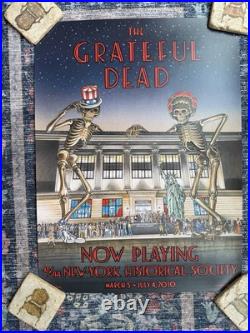 THE
GRATEFUL
DEAD
NOW PLAYING
AT THE NEW-YORK HISTORICAL SOCIETY
MARCH 5 - JULY 4, 2010